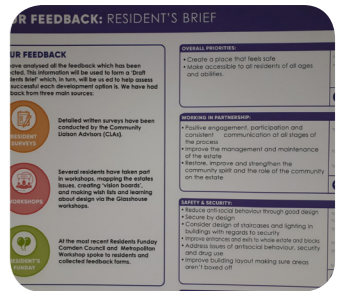 UR FEEDBACK: RESIDENT'S BRIEF
UR FEEDBACK
ave analysed all the feedback which has been
cted. This information will be used to form a 'Draft
ents Brief' which, in turn, will be us ed to help assess
successful each development option is. We have had
back from three main sources:
RESIDENT
SURVEYS
Detailed written surveys have been
conducted by the Community
Liaison Advisors (CLAs).
WORKSHOPS
Several residents have taken part
in workshops, mapping the estates
issues, creating 'vision boards',
and making wish lists and learning
about design via the Glasshouse
workshops.
RESIDENT'S
FUNDAY
At the most recent Residents Funday
Camden Council and Metropolitan
Workshop spoke to residents and
collected feedback forms.
OVERALL PRIORITIES:
• Create a place that feels safe
• Make accessible to all residents of all ages
and abilities.
WORKING IN PARTNERSHIP:
• Positive engagement, participation and
consistent communication at all stages of
the process
• Improve the management and maintenance
of the estate
• Restore, improve and strengthen the
community spirit and the role of the community
on the estate
SAFETY & SECURITY:
• Reduce anti-social behaviour through good design
• Secure by design
• Consider design of staircases and lighting in
buildings with regards to security
• Improve entrances and exits to whole estate and blocks
• Address issues of antisocial behaviour, security
and drug use
• Improve building layout making sure areas
aren't boxed off